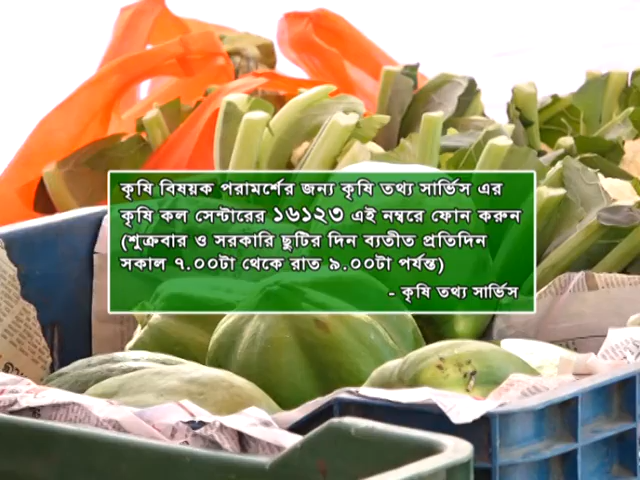 কৃষি বিষয়ক পরামর্শের জন্য কৃষি তথ্য সার্ভিস এর
কৃষি কল সেন্টারের ১৬১২৩ এই নম্বরে ফোন করুন
(শুক্রবার ও সরকারি ছুটির দিন ব্যতীত প্রতিদিন
সকাল ৭.০০টা থেকে রাত ৯.০০টা পর্যন্ত)
- কৃষি তথ্য সার্ভিস